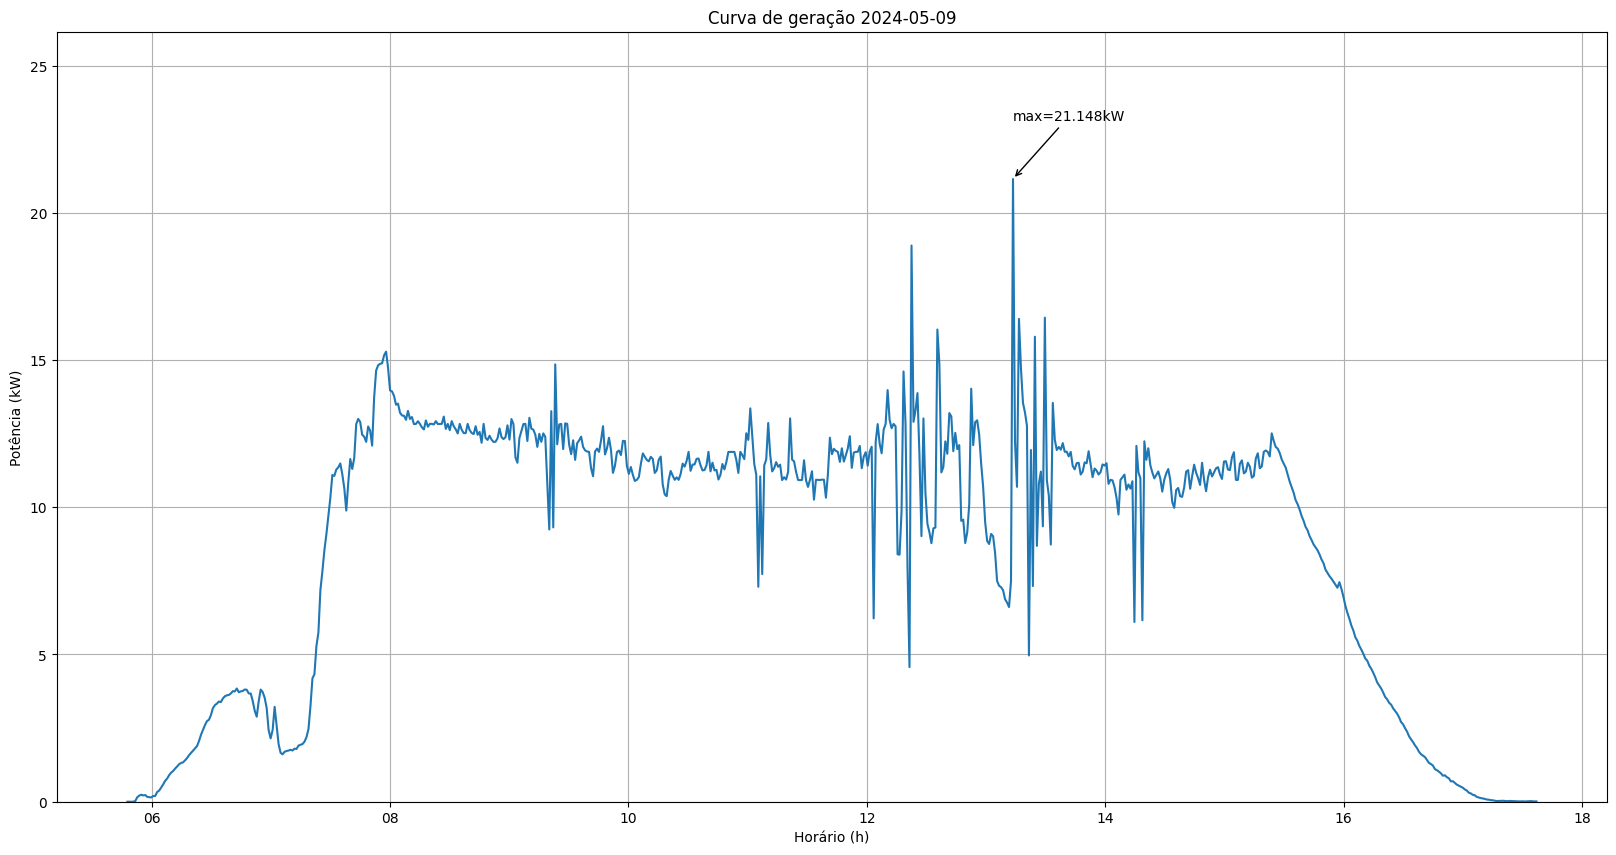 Curva de geração 2024-05-09
25
max=21.148kW
20
15
Potência (kW)
10
5
0
06 08 10 12 14 16 18
Horário (h)